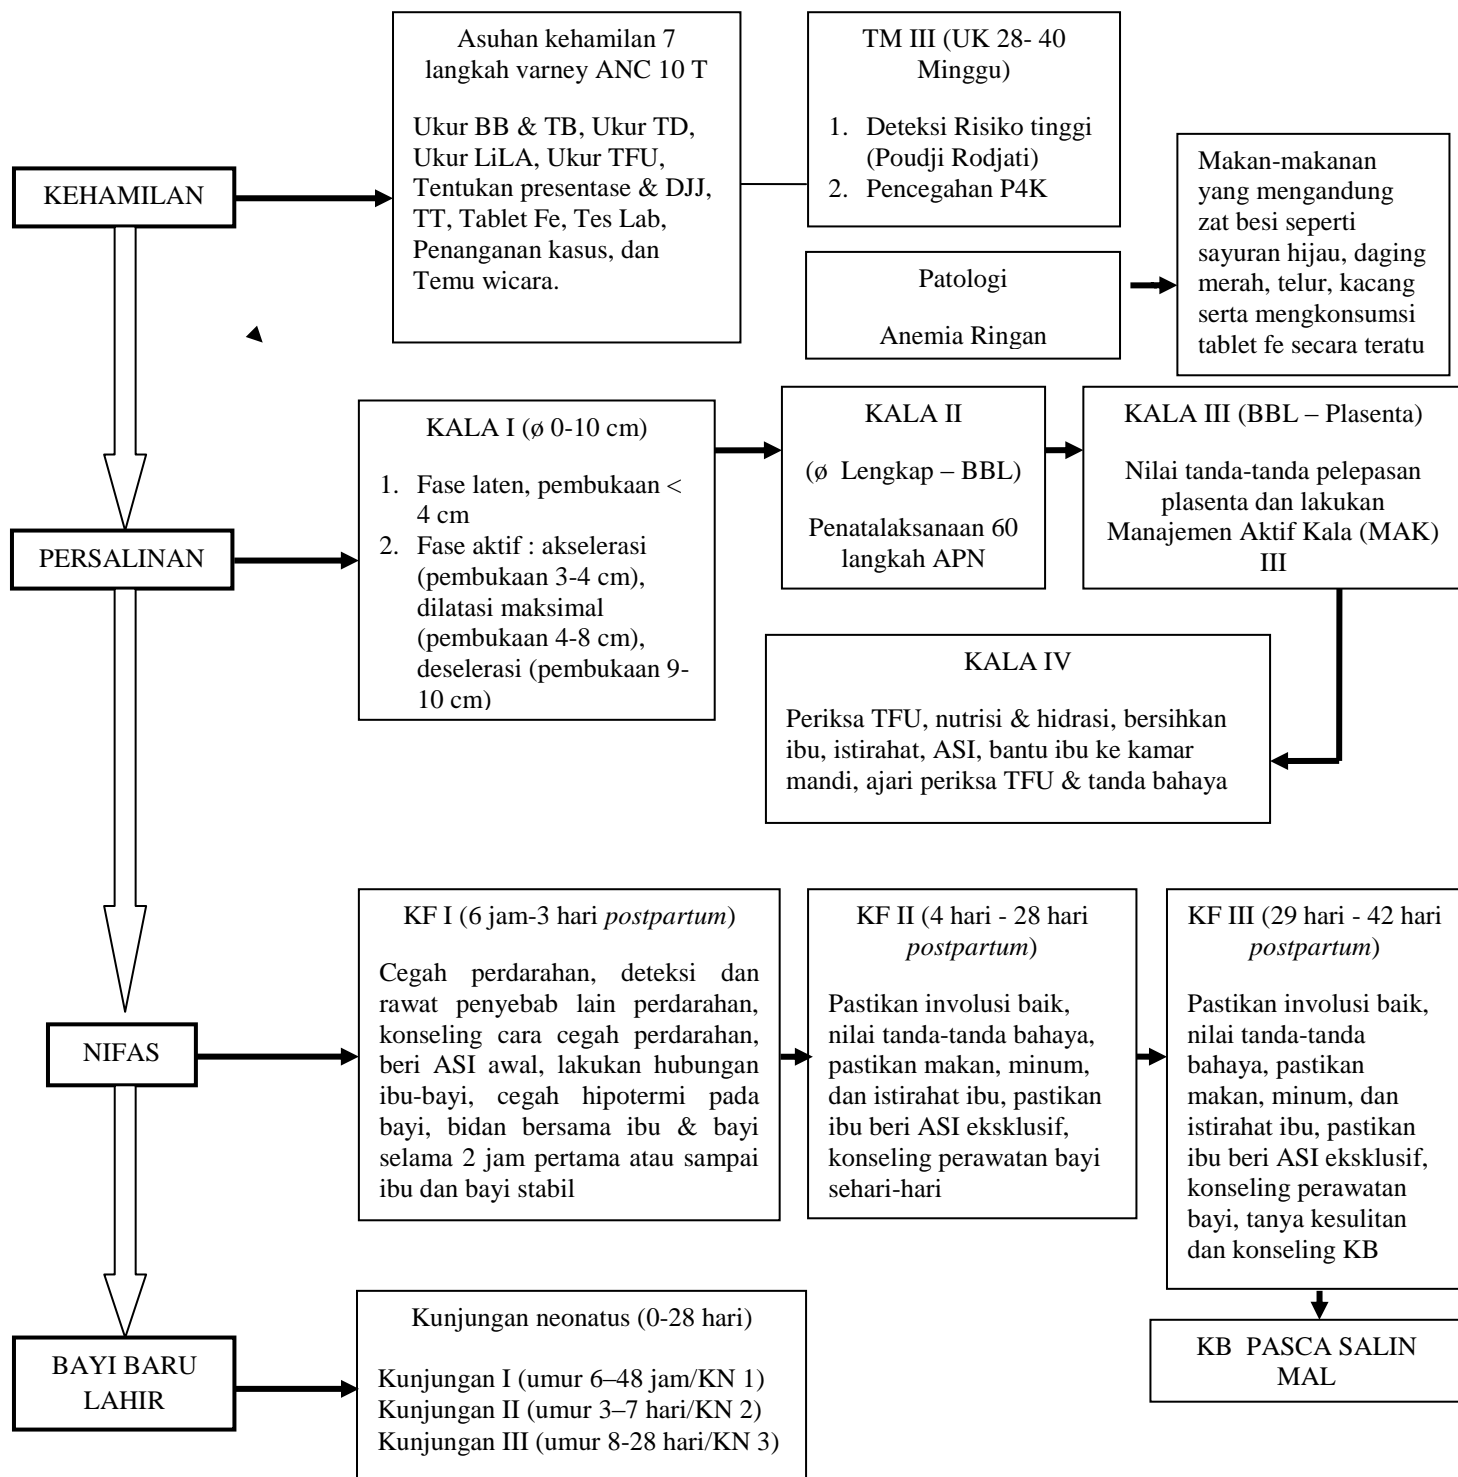 KEHAMILAN
Asuhan kehamilan 7
langkah varney ANC 10 T
Ukur BB & TB, Ukur TD,
Ukur LiLA, Ukur TFU,
Tentukan presentase & DJJ,
TT, Tablet Fe, Tes Lab,
Penanganan kasus, dan
Temu wicara.
TM III (UK 28- 40
Minggu)
1. Deteksi Risiko tinggi
(Poudji Rodjati)
2. Pencegahan P4K
Patologi
Anemia Ringan
Makan-makanan
yang mengandung
zat besi seperti
sayuran hijau, daging
merah, telur, kacang
serta mengkonsumsi
tablet fe secara teratu
PERSALINAN
KALA I (ø 0-10 cm)
1. Fase laten, pembukaan <
4 cm
2. Fase aktif : akselerasi
(pembukaan 3-4 cm),
dilatasi maksimal
(pembukaan 4-8 cm),
deselerasi (pembukaan 9-
10 cm)
KALA II
(ø Lengkap – BBL)
Penatalaksanaan 60
langkah APN
KALA III (BBL – Plasenta)
Nilai tanda-tanda pelepasan
plasenta dan lakukan
Manajemen Aktif Kala (MAK)
III
KALA IV
Periksa TFU, nutrisi & hidrasi, bersihkan
ibu, istirahat, ASI, bantu ibu ke kamar
mandi, ajari periksa TFU & tanda bahaya
NIFAS
KF I (6 jam-3 hari postpartum)
Cegah perdarahan, deteksi dan
rawat penyebab lain perdarahan,
konseling cara cegah perdarahan,
beri ASI awal, lakukan hubungan
ibu-bayi, cegah hipotermi pada
bayi, bidan bersama ibu & bayi
selama 2 jam pertama atau sampai
ibu dan bayi stabil
KF II (4 hari - 28 hari
postpartum)
Pastikan involusi baik,
nilai tanda-tanda bahaya,
pastikan makan, minum,
dan istirahat ibu, pastikan
ibu beri ASI eksklusif,
konseling perawatan bayi
sehari-hari
KF III (29 hari - 42 hari
postpartum)
Pastikan involusi baik,
nilai tanda-tanda
bahaya, pastikan
makan, minum, dan
istirahat ibu, pastikan
ibu beri ASI eksklusif,
konseling perawatan
bayi, tanya kesulitan
dan konseling KB
KB PASCA SALIN
MAL
BAYI BARU
LAHIR
Kunjungan neonatus (0-28 hari)
Kunjungan I (umur 6–48 jam/KN 1)
Kunjungan II (umur 3–7 hari/KN 2)
Kunjungan III (umur 8-28 hari/KN 3)